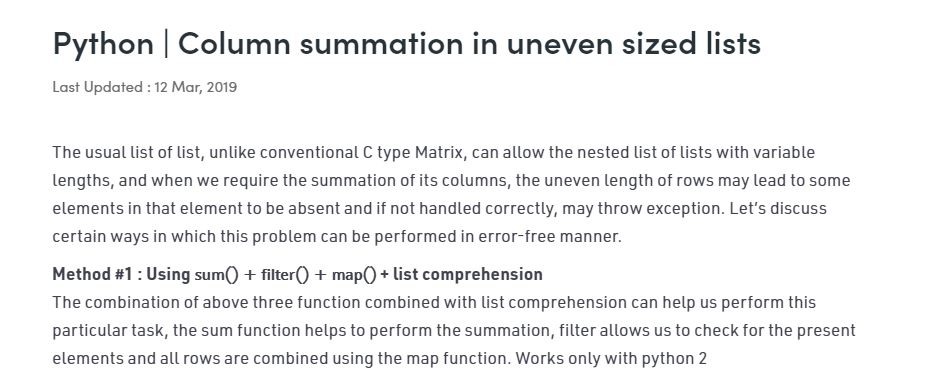 Python | Column summation in uneven sized lists
Last Updated : 12 Mar, 2019
The usual list of list, unlike conventional C type Matrix, can allow the nested list of lists with variable
lengths, and when we require the summation of its columns, the uneven length of rows may lead to some
elements in that element to be absent and if not handled correctly, may throw exception. Let’s discuss
certain ways in which this problem can be performed in error-free manner.
Method #1 : Using sum() + filter() + map() + list comprehension
The combination of above three function combined with list comprehension can help us perform this
particular task, the sum function helps to perform the summation, filter allows us to check for the present
elements and all rows are combined using the map function. Works only with python 2